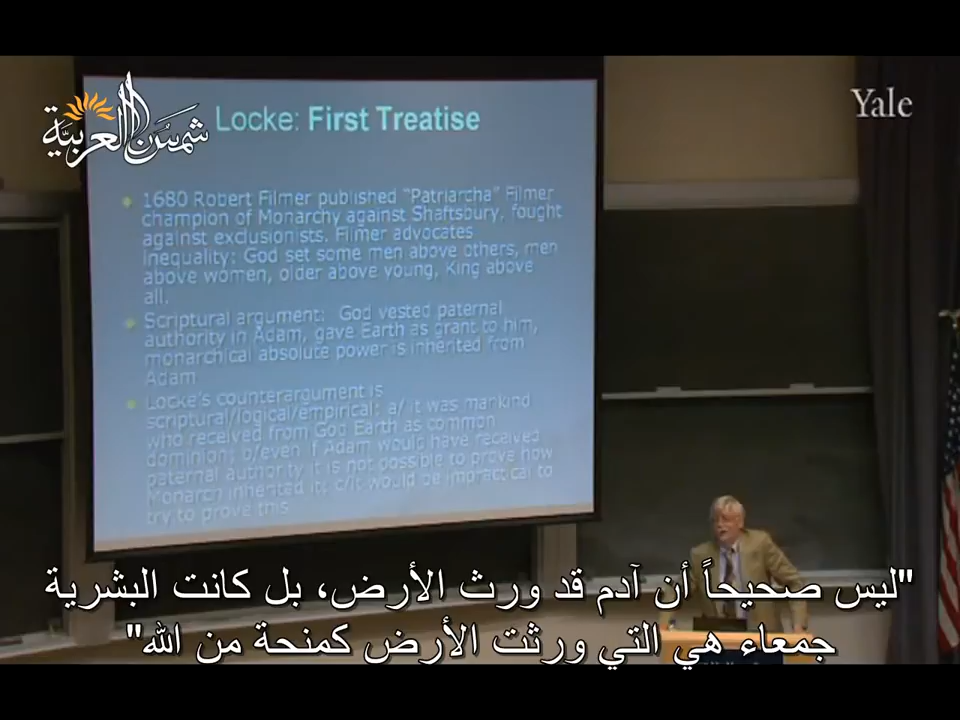 شمس العربية
Yale
Locke: First Treatise
1680 Robert Filmer published "Patriarcha" Filmer
champion of Monarchy against Shaftsbury, fought
against exclusionists. Filmer advocates
inequality: God set some men above others, men
above women, older above young, King above
all.
Scriptural argument: God vested paternal
authority in Adam, gave Earth as grant to him,
monarchical absolute power is inherited from
Adam
Locke's counterargument is
scriptural/logical/empirical: a/ it was mankind
who received from God Earth as common
dominion; b/even if Adam would have received
paternal authority it is not possible to prove how
Monarch inherited its c/it would be impractical to
try to prove this
"ليس صحيحاً أن آدم قد ورث الأرض، بل كانت البشرية
جمعاء هي التي ورثت الأرض كمنحة من الله"